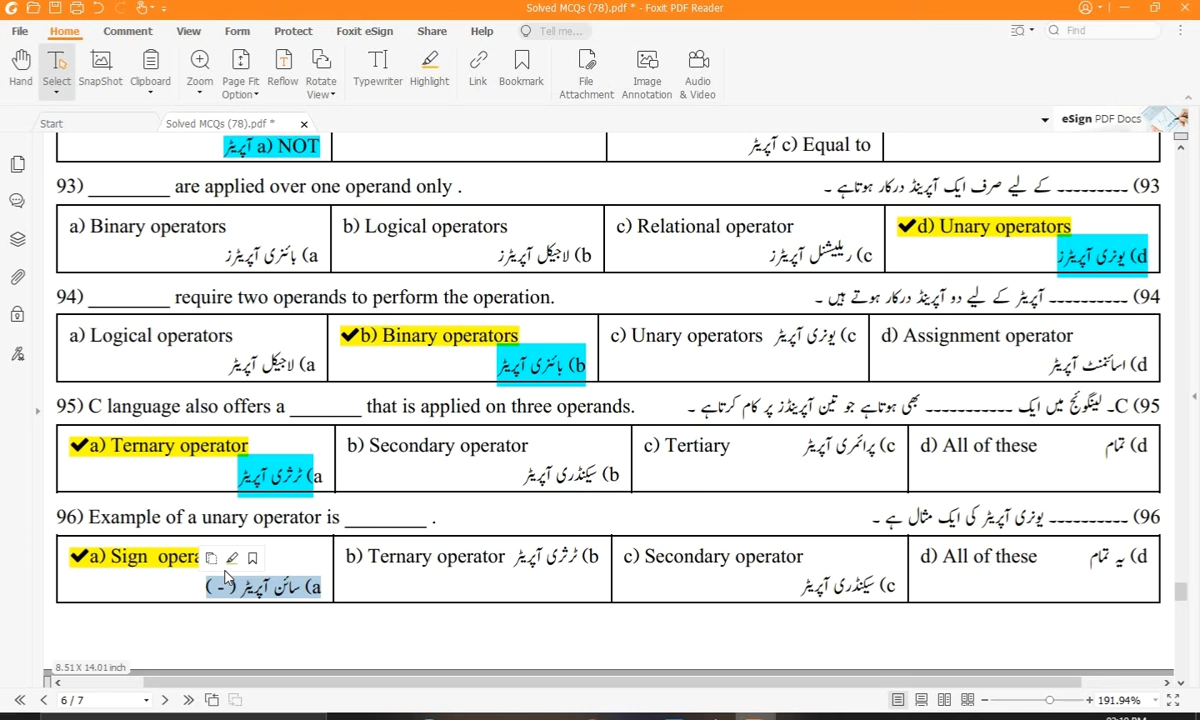 Solved MCQs (78).pdf * - Foxit PDF Reader
File Home Comment View Form Protect Foxit eSign Share Help Tell me... Find
Hand Select SnapShot Clipboard Zoom Page Fit Option Reflow Rotate View Typewriter Highlight Link Bookmark File Attachment Image Annotation Audio & Video
Start Solved MCQs (78).pdf * eSign PDF Docs
a) NOT آپریٹر c) Equal to آپریٹر
93) ________ are applied over one operand only .
93) ۔۔۔۔۔۔۔۔۔ کے لیے صرف ایک آپرینڈ درکار ہوتاہے ۔
a) Binary operators b) Logical operators c) Relational operator ✔d) Unary operators
a) بائنری آپریٹرز b) لاجیکل آپریٹرز c) ریلیشنل آپریٹرز d) یونری آپریٹرز
94) ________ require two operands to perform the operation.
94) ۔۔۔۔۔۔۔۔۔۔ آپریٹر کے لیے دو آپرینڈ درکار ہوتے ہیں ۔
a) Logical operators ✔b) Binary operators c) Unary operators c) یونری آپریٹر d) Assignment operator
a) لاجیکل آپریٹر b) بائنری آپریٹر d) اسائنمنٹ آپریٹر
95) C language also offers a _______ that is applied on three operands.
95) C۔ لینگوئج میں ایک ۔۔۔۔۔۔۔۔۔۔۔ بھی ہوتاہے جو تین آپرینڈز پر کام کرتاہے ۔
✔a) Ternary operator b) Secondary operator c) Tertiary c) پرائمری آپریٹر d) All of these d) تمام
a) ٹرثری آپریٹر b) سیکنڈری آپریٹر
96) Example of a unary operator is ________ .
96) ۔۔۔۔۔۔۔۔۔۔ یونری آپریٹر کی ایک مثال ہے ۔
✔a) Sign opera b) Ternary operator b) ٹرثری آپریٹر c) Secondary operator d) All of these d) یہ تمام
a) سائن آپریٹر ( - ) c) سیکنڈری آپریٹر
8.51 X 14.01 inch
6 / 7 191.94%